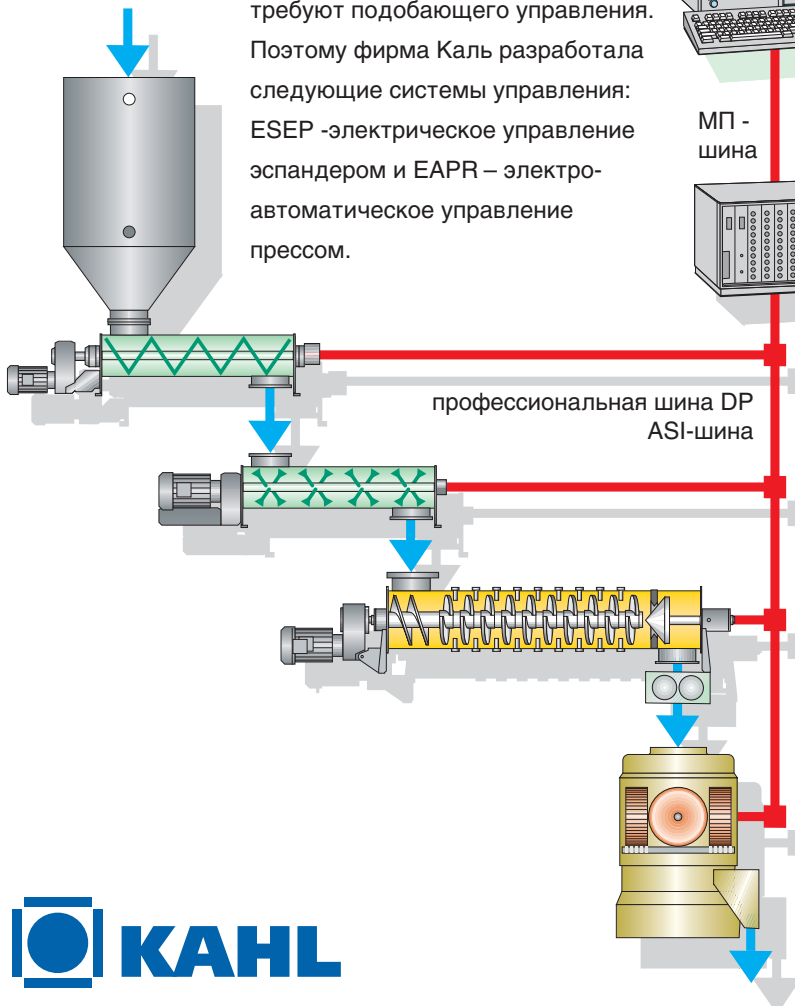 требуют подобающего управления.
Поэтому фирма Каль разработала
следующие системы управления:
ESEP -электрическое управление
эспандером и EAPR – электро-
автоматическое управление
прессом.
МП -
шина
профессиональная шина DP
ASI-шина
KAHL